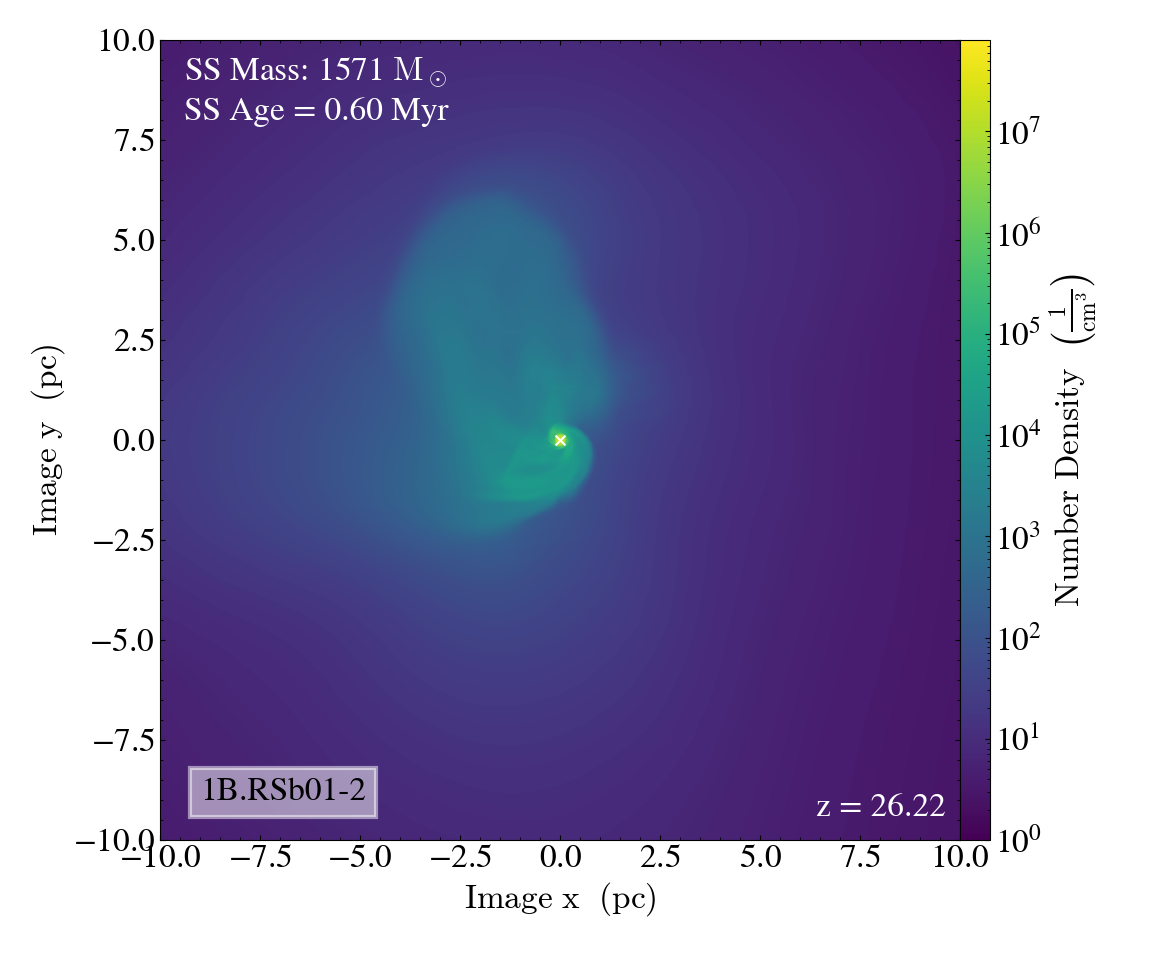 SS Mass: 1571 M⊙
SS Age = 0.60 Myr
1B.RSb01-2
z = 26.22
10.0
7.5
5.0
2.5
0.0
−2.5
−5.0
−7.5
−10.0
−10.0 −7.5 −5.0 −2.5 0.0 2.5 5.0 7.5 10.0
Image x (pc)
Image y (pc)
10⁷
10⁶
10⁵
10⁴
10³
10²
10¹
10⁰
Number Density (1/cm³)